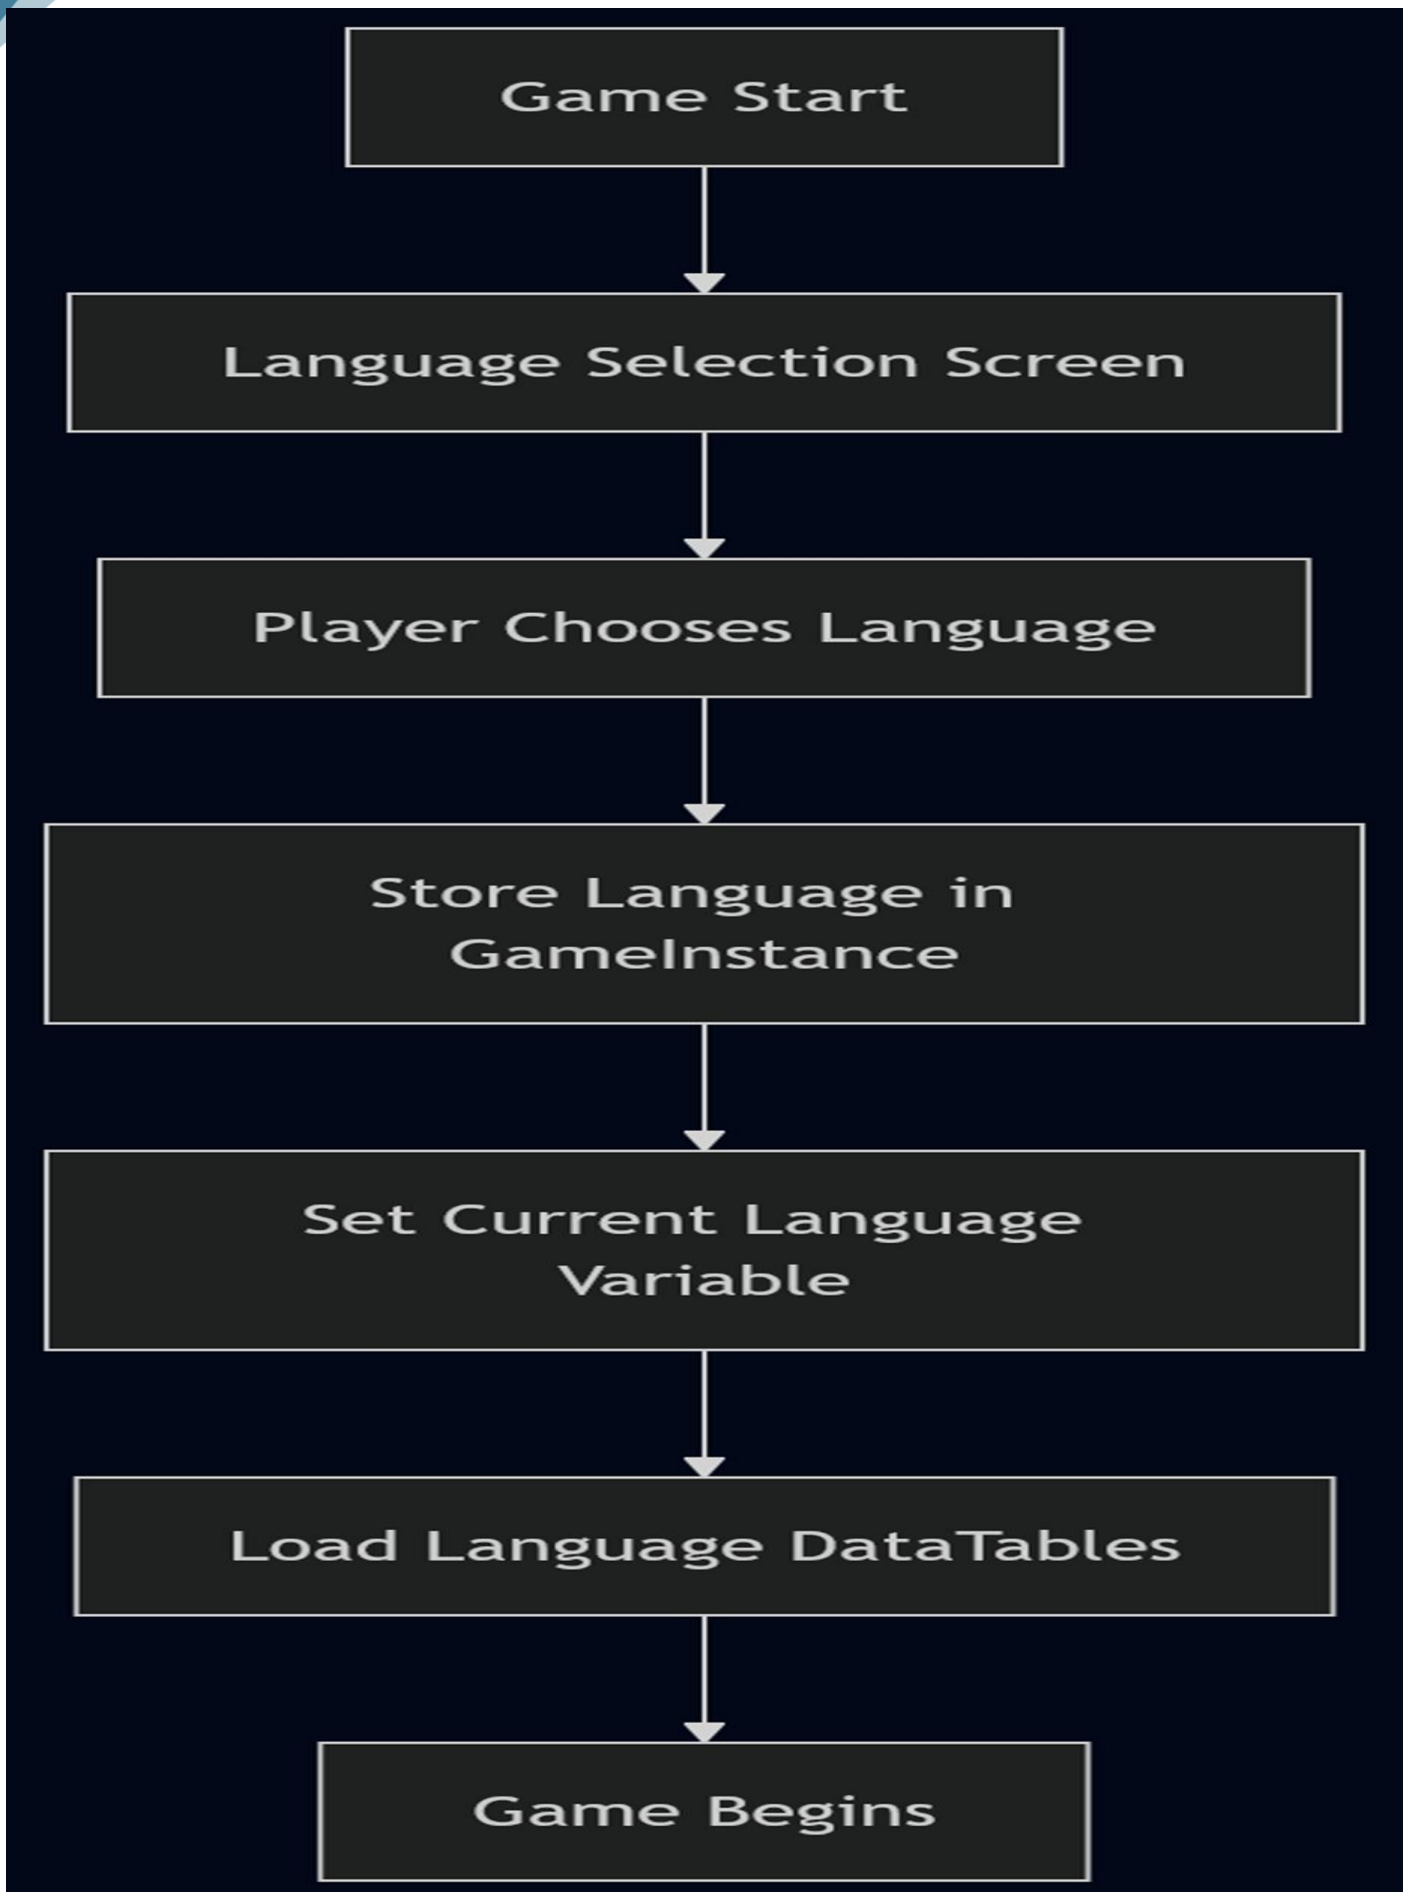 Game Start
Language Selection Screen
Player Chooses Language
Store Language in
GameInstance
Set Current Language
Variable
Load Language DataTables
Game Begins